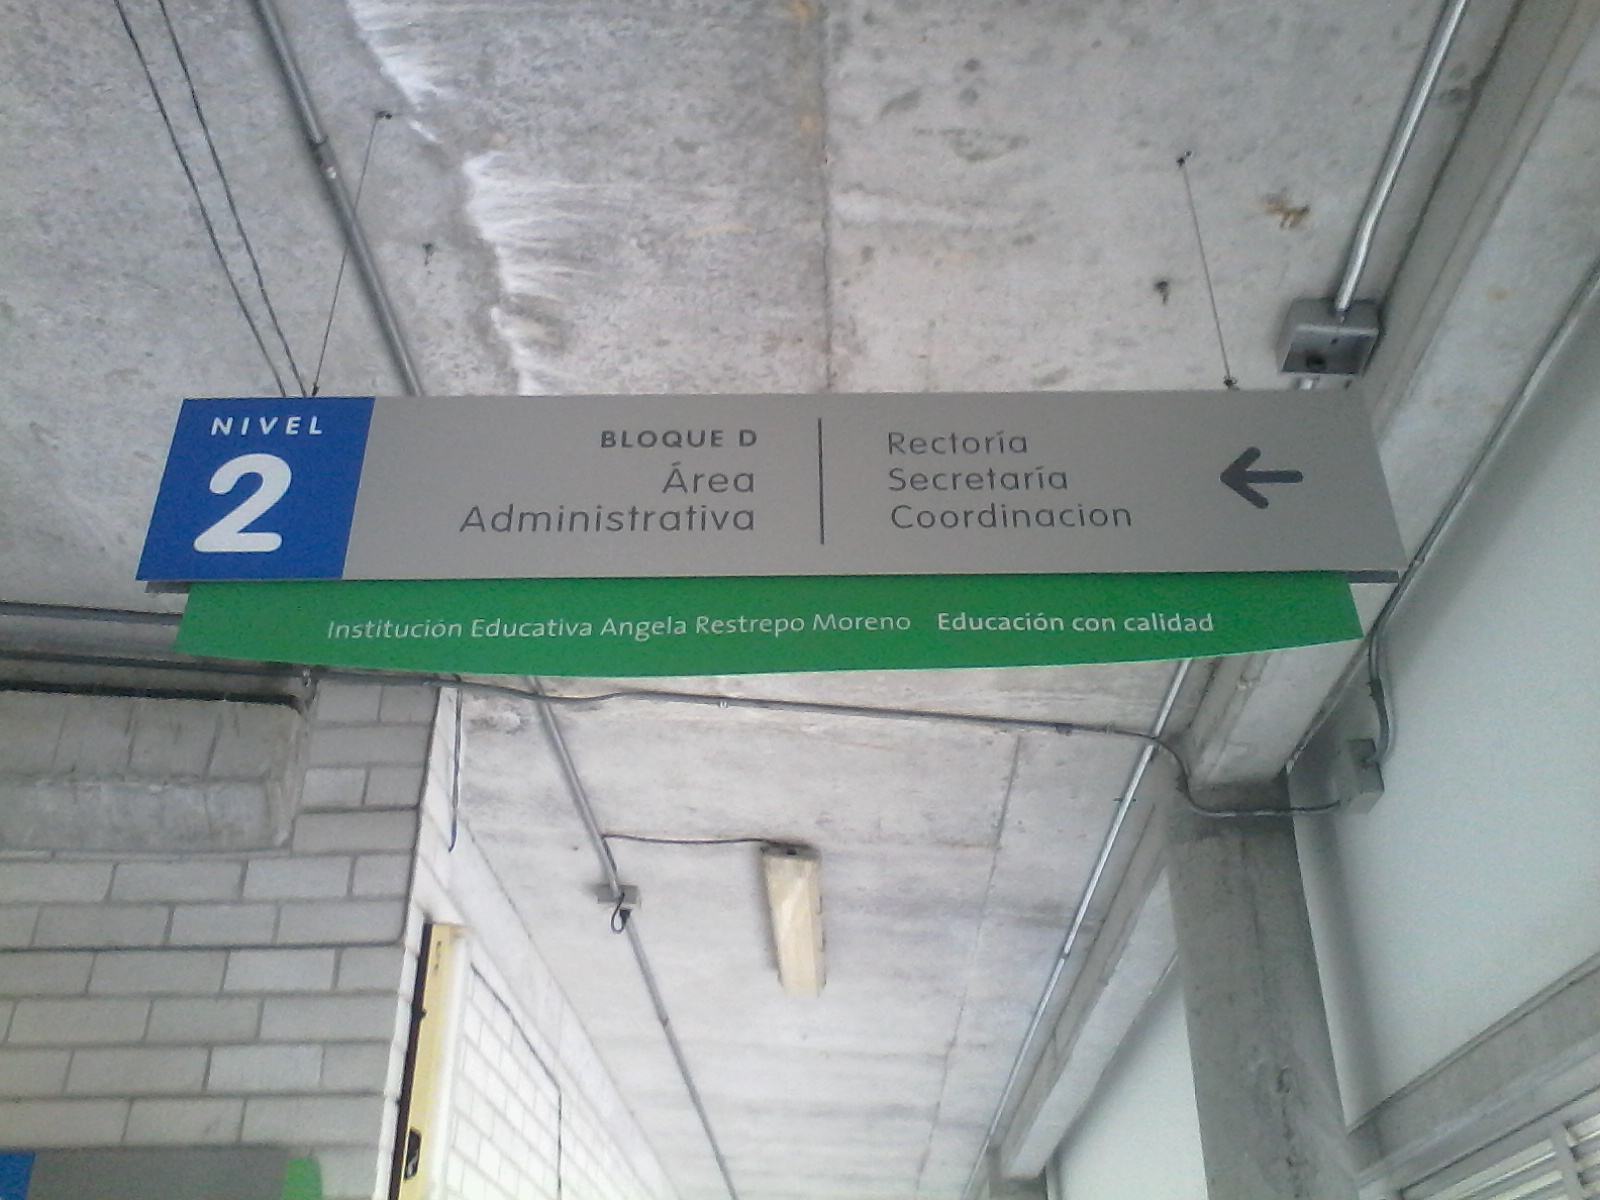 NIVEL
2
BLOQUE D
Área
Administrativa
Rectoría
Secretaría
Coordinacion
Institución Educativa Angela Restrepo Moreno Educación con calidad